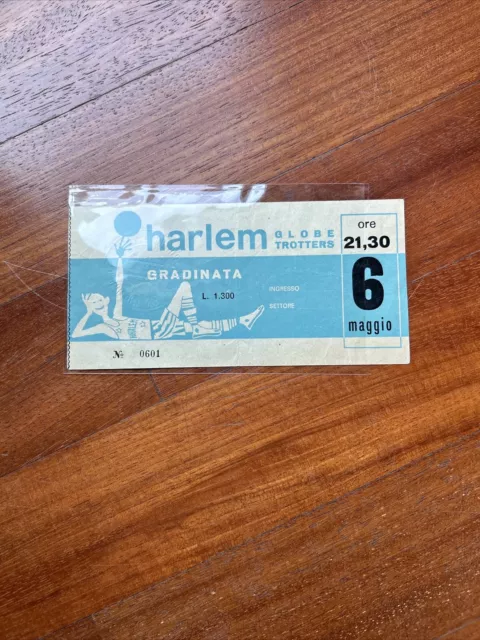 harlem
GLOBE
TROTTERS
GRADINATA
L. 1.300
INGRESSO
SETTORE
№ 0601
ore
21,30
6
maggio